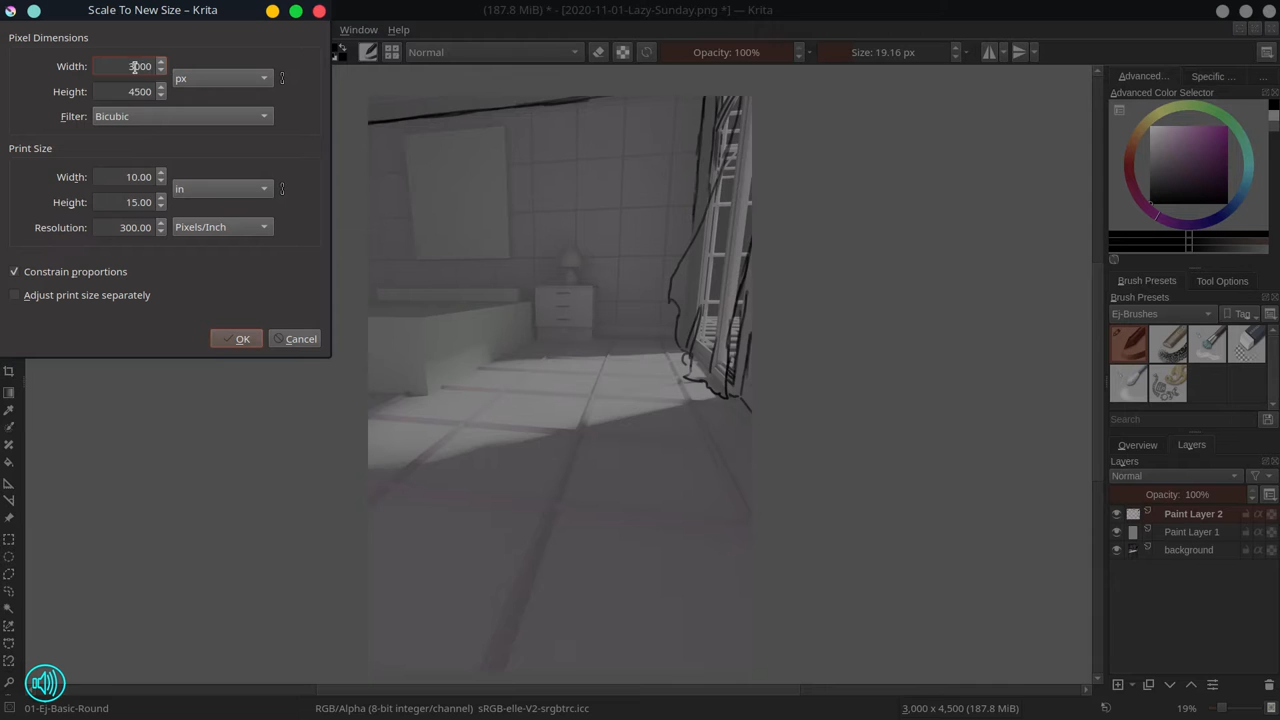 Scale To New Size – Krita
(187.8 MiB) * - [2020-11-01-Lazy-Sunday.png *] — Krita
Pixel Dimensions
Window Help
Width: 3000
px
Height: 4500
Filter: Bicubic
Normal
Opacity: 100%
Size: 19.16 px
Print Size
Width: 10.00
in
Height: 15.00
Resolution: 300.00 Pixels/Inch
Constrain proportions
Adjust print size separately
OK
Cancel
Advanced... Specific ... ...
Advanced Color Selector
Brush Presets Tool Options
Brush Presets
Ej-Brushes
Tag
Search
Overview Layers
Layers
Normal
Opacity: 100%
Paint Layer 2
Paint Layer 1
background
01-Ej-Basic-Round
RGB/Alpha (8-bit integer/channel) sRGB-elle-V2-srgbtrc.icc
3,000 x 4,500 (187.8 MiB)
19%